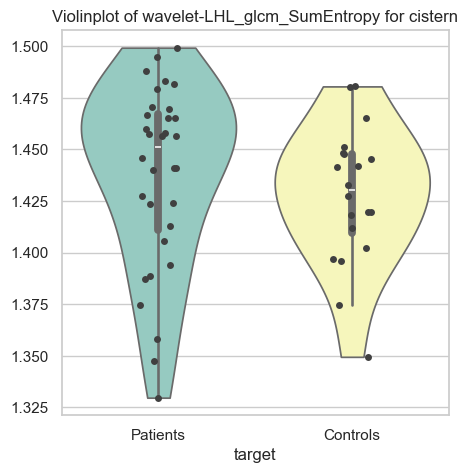 Violinplot of wavelet-LHL_glcm_SumEntropy for cistern
1.500
1.475
1.450
1.425
1.400
1.375
1.350
1.325
Patients
Controls
target